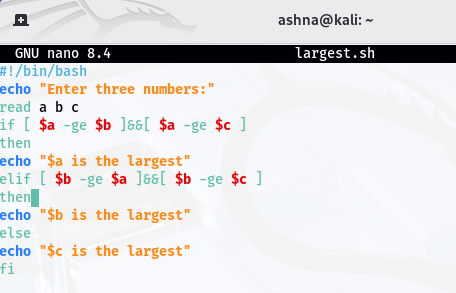 ashna@kali: ~
GNU nano 8.4 largest.sh
#!/bin/bash
echo "Enter three numbers:"
read a b c
if [ $a -ge $b ]&&[ $a -ge $c ]
then
echo "$a is the largest"
elif [ $b -ge $a ]&&[ $b -ge $c ]
then
echo "$b is the largest"
else
echo "$c is the largest"
fi